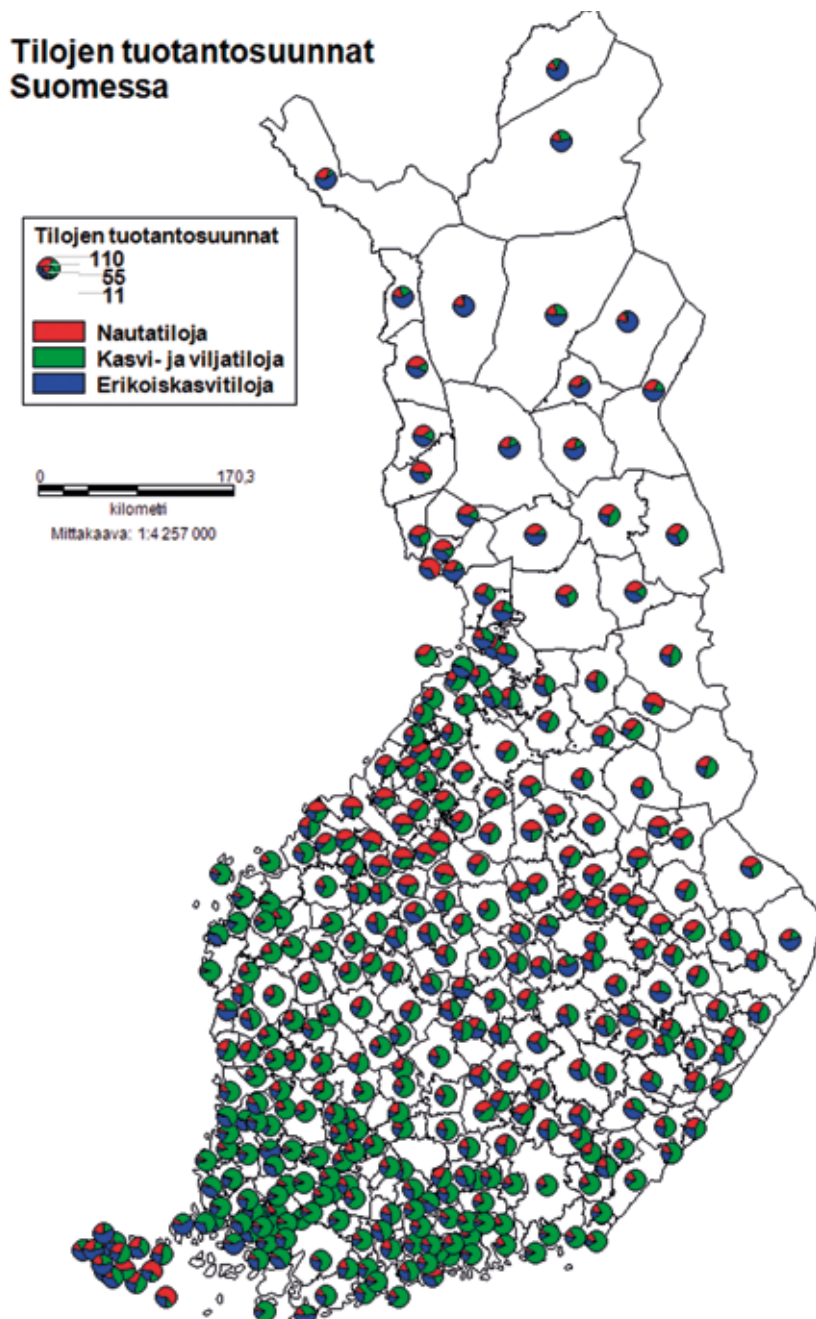 Tilojen tuotantosuunnat
Suomessa
Tilojen tuotantosuunnat
110
55
11
Nautatiloja
Kasvi- ja viljatiloja
Erikoiskasvitiloja
0 170,3
kilometri
Mittakaava: 1:4 257 000